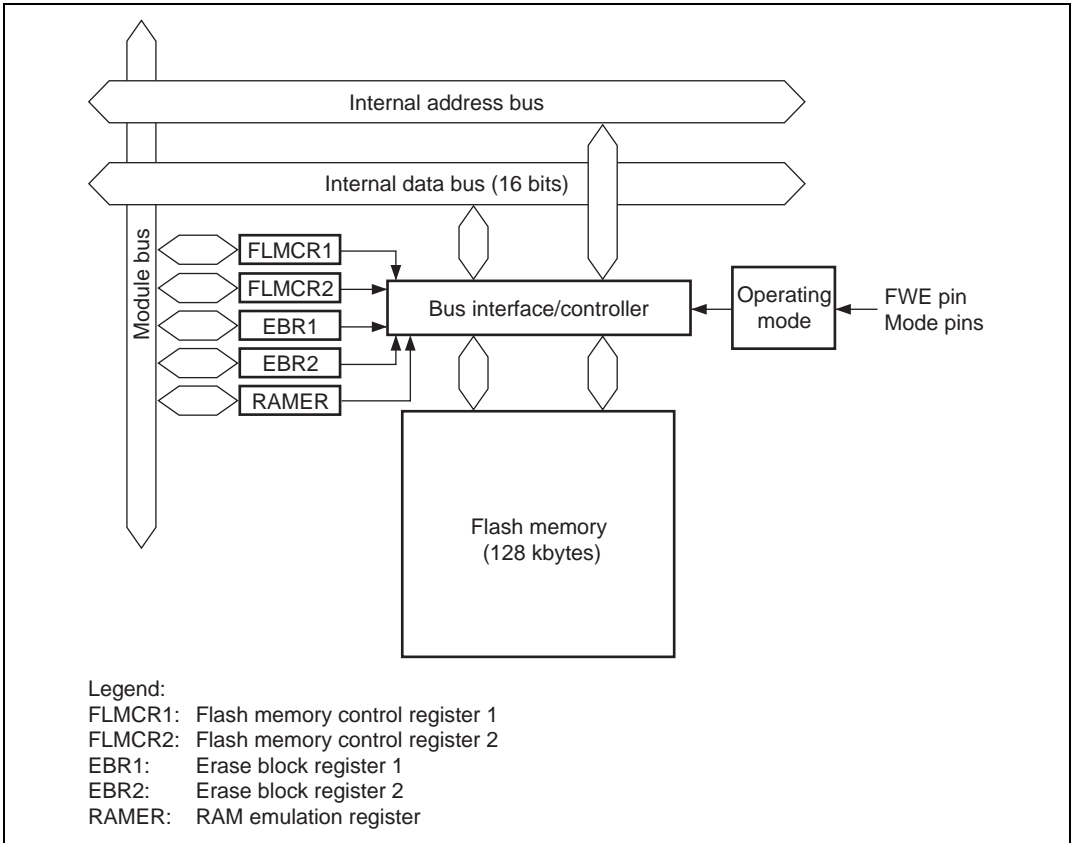 Internal address bus
Internal data bus (16 bits)
Module bus
FLMCR1
FLMCR2
EBR1
EBR2
RAMER
Bus interface/controller
Operating
mode
FWE pin
Mode pins
Flash memory
(128 kbytes)
Legend:
FLMCR1: Flash memory control register 1
FLMCR2: Flash memory control register 2
EBR1: Erase block register 1
EBR2: Erase block register 2
RAMER: RAM emulation register